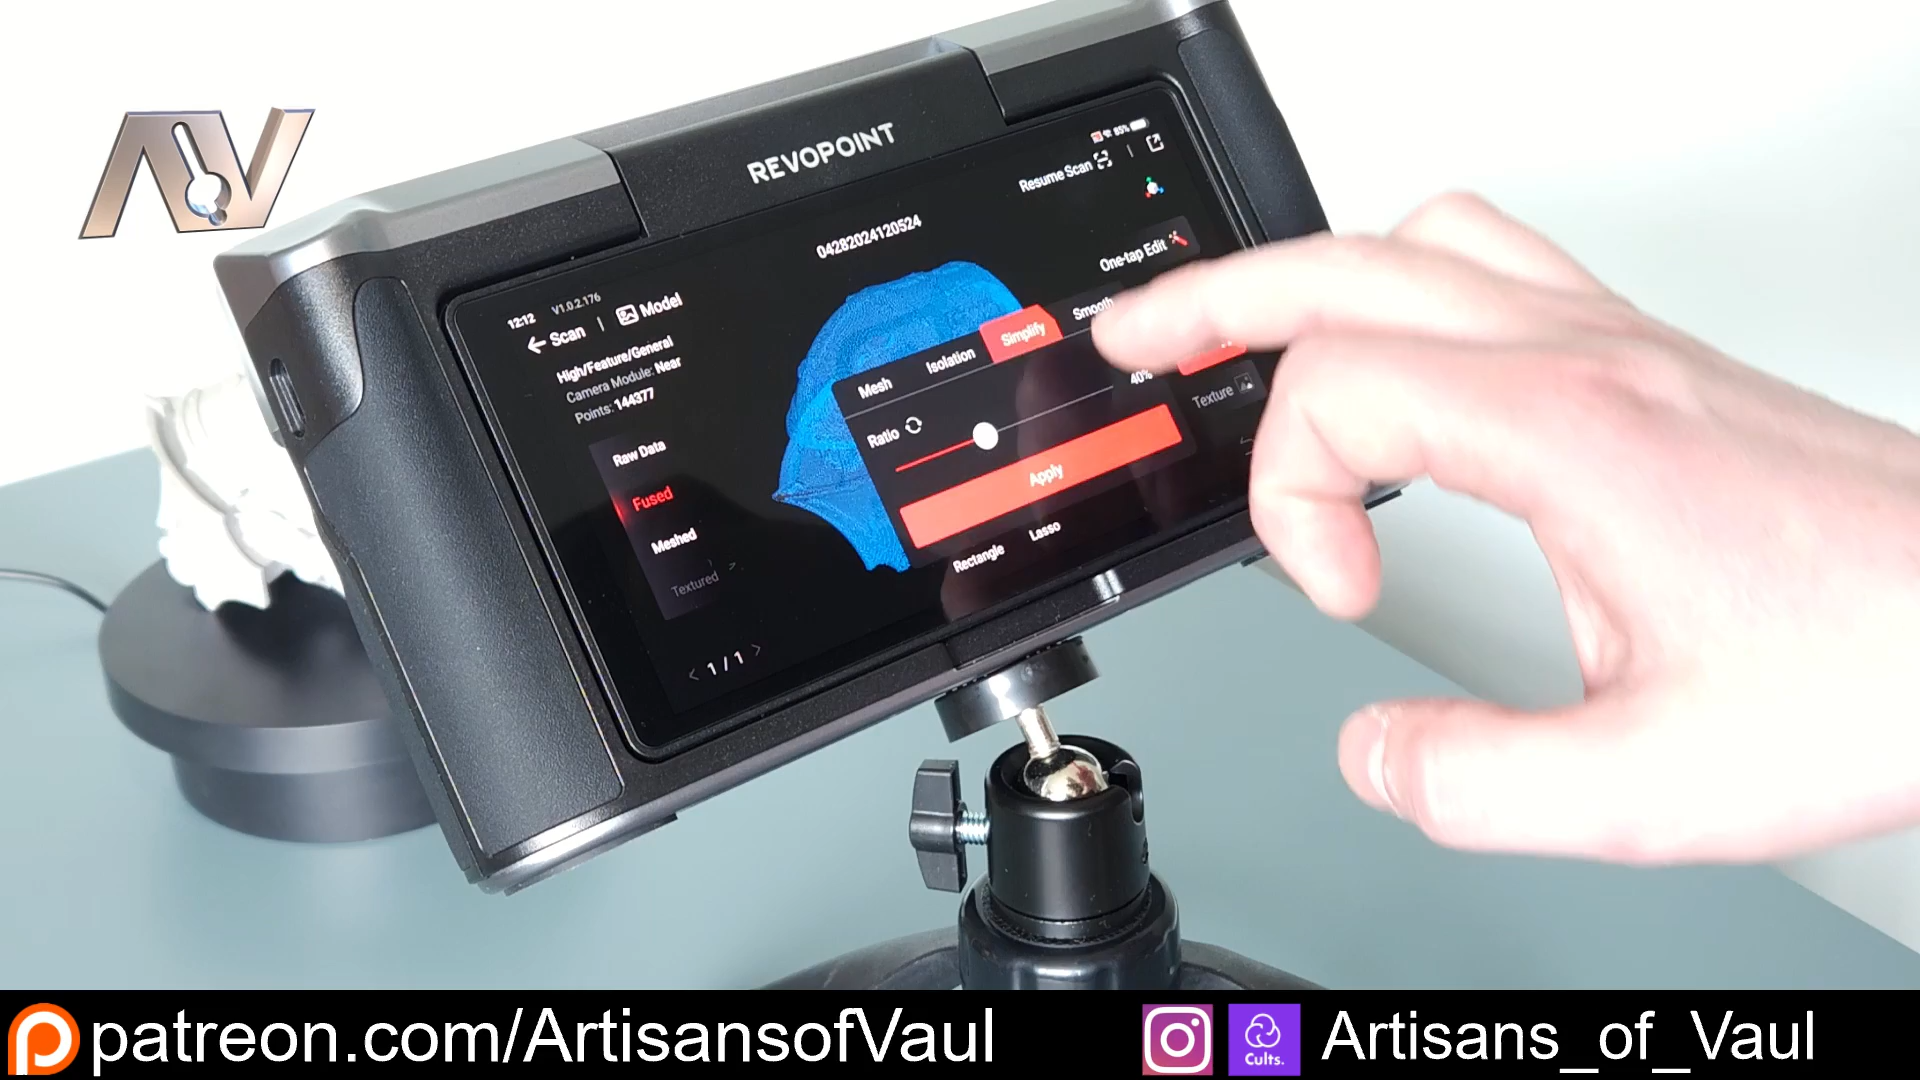 REVOPOINT
85%
Resume Scan
04282024120524
One-tap Edit
12:12 V1.0.2.176
Scan | Model
High/Feature/General
Camera Module: Near
Points: 144377
Mesh Isolation Simplify Smooth
Ratio
40%
Apply
Texture
Raw Data
Fused
Meshed
Textured
Rectangle Lasso
< 1 / 1 >
patreon.com/ArtisansofVaul
Cults.
Artisans_of_Vaul